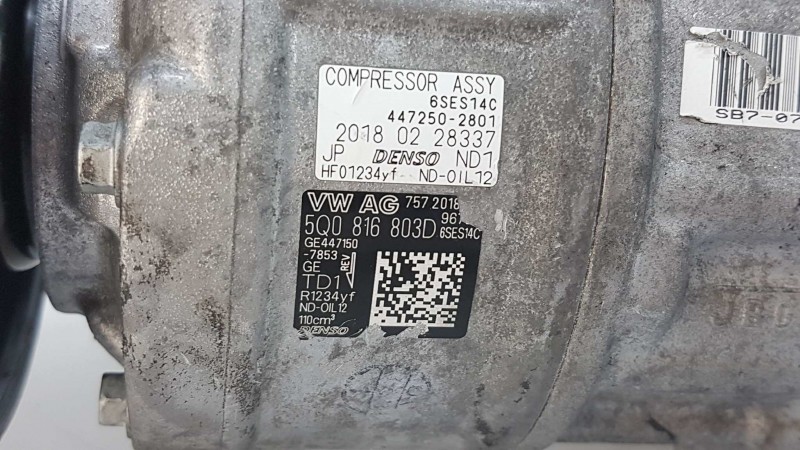 COMPRESSOR ASSY
6SES14C
447250-2801
2018 02 28337
JP DENSO ND1
HFO1234yf ND-OIL12
VW AG 757 2018
961
5Q0 816 803D 6SES14C
GE447150
-7853
GE
REV
TD1
R1234yf
ND-OIL12
110cm³
DENSO
SB7-07